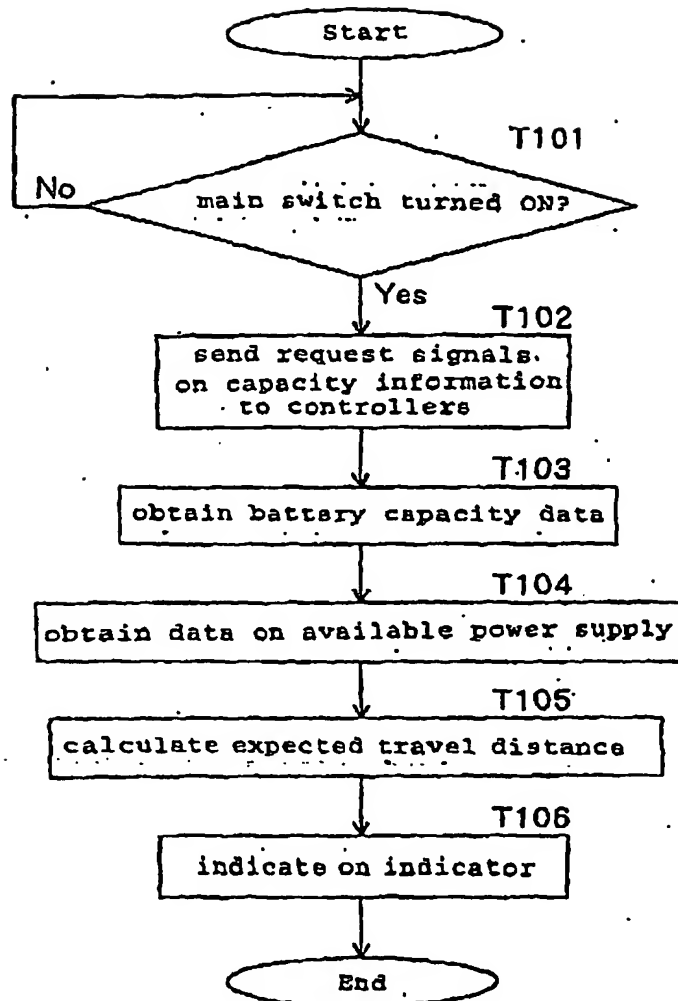 Start
T101
No
main switch turned ON?
Yes
T102
send request signals.
on capacity information
to controllers
T103
obtain battery capacity data
T104
obtain data on available power supply
T105
calculate expected travel distance
T106
indicate on indicator
End